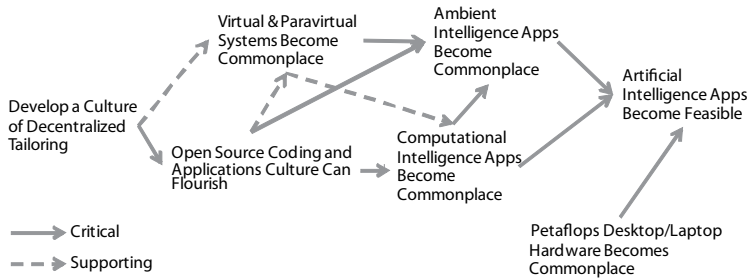 Virtual & Paravirtual
Systems Become
Commonplace
Ambient
Intelligence Apps
Become
Commonplace
Artificial
Intelligence Apps
Become Feasible
Develop a Culture
of Decentralized
Tailoring
Open Source Coding and
Applications Culture Can
Flourish
Computational
Intelligence Apps
Become
Commonplace
Critical
Supporting
Petaflops Desktop/Laptop
Hardware Becomes
Commonplace